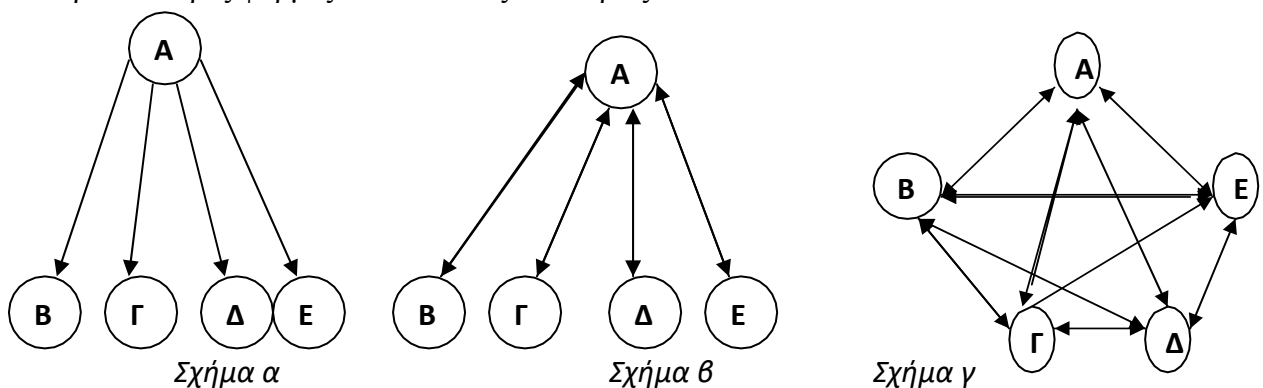 Α
Β Γ Δ Ε
Σχήμα α
Α
Β Γ Δ Ε
Σχήμα β
Α
Β Ε
Γ Δ
Σχήμα γ